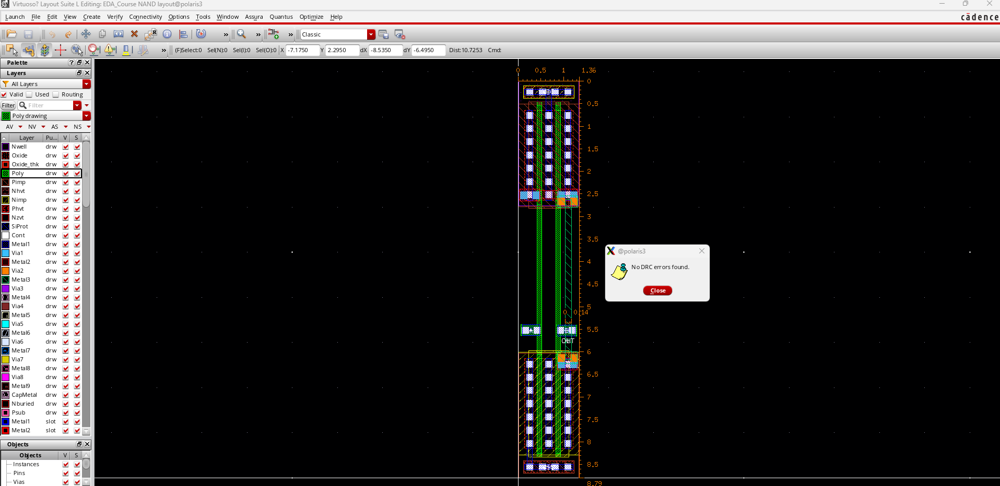 Virtuoso? Layout Suite L Editing: EDA_Course NAND layout@polaris3
Launch File Edit View Create Verify Connectivity Options Tools Window Assura Quantus Optimize Help
cādence
» » » Classic
» (F)Select:0 Sel(N):0 Sel(I):0 Sel(O):0 X -7.1750 Y 2.2950 dX -8.5350 dY -6.4950 Dist:10.7253 Cmd:
Palette
Layers
All Layers
Valid Used Routing
Filter Filter
Poly drawing
AV NV AS NS
Layer Pu... V S
Nwell drw
Oxide drw
Oxide_thk drw
Poly drw
Pimp drw
Nhvt drw
Nimp drw
Phvt drw
Nzvt drw
SiProt drw
Cont drw
Metal1 drw
Via1 drw
Metal2 drw
Via2 drw
Metal3 drw
Via3 drw
Metal4 drw
Via4 drw
Metal5 drw
Via5 drw
Metal6 drw
Via6 drw
Metal7 drw
Via7 drw
Metal8 drw
Via8 drw
Metal9 drw
CapMetal drw
Nburied drw
Psub drw
Metal1 slot
Metal2 slot
Objects
Objects V S
Instances
Pins
Vias
0 0.5 1 1.36
0
0.5
1
1.5
2
2.5
3
3.5
4
4.5
5
0 0.14
5.5
OUT
6
6.5
7
7.5
8
8.5
8.79
@polaris3
No DRC errors found.
Close